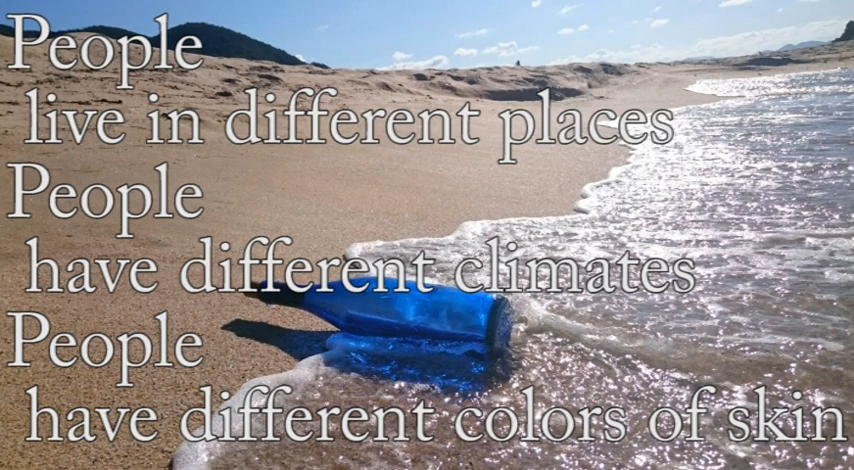 People
live in different places
People
have different climates
People
have different colors of skin